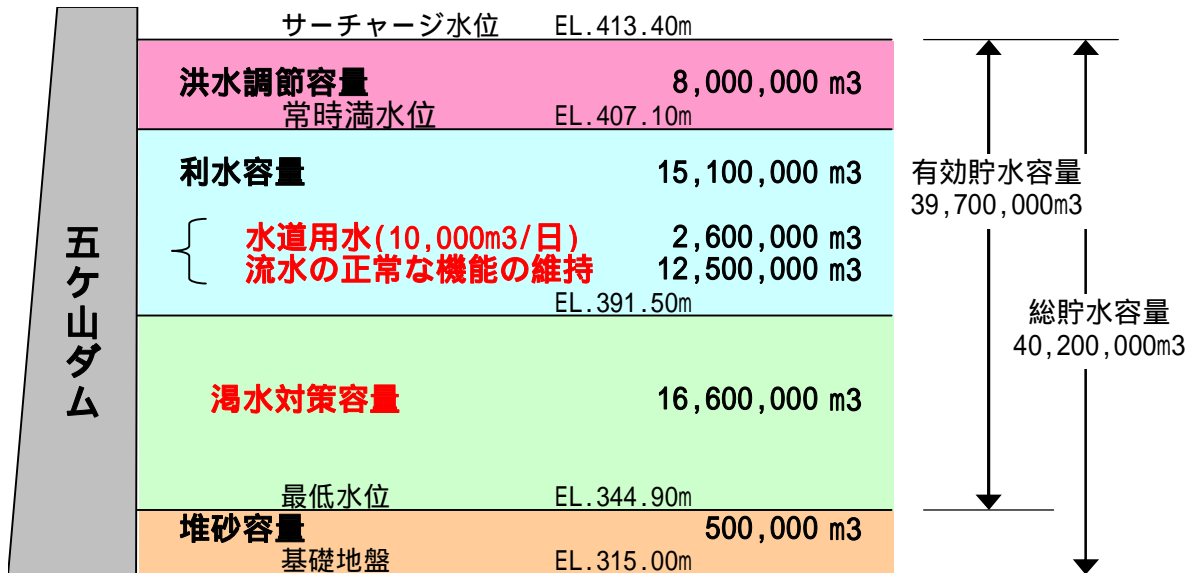 サーチャージ水位 EL.413.40m
洪水調節容量 8,000,000 m3
常時満水位 EL.407.10m
利水容量 15,100,000 m3
水道用水(10,000m3/日) 2,600,000 m3
流水の正常な機能の維持 12,500,000 m3
EL.391.50m
渇水対策容量 16,600,000 m3
最低水位 EL.344.90m
堆砂容量 500,000 m3
基礎地盤 EL.315.00m
五ケ山ダム
有効貯水容量
39,700,000m3
総貯水容量
40,200,000m3